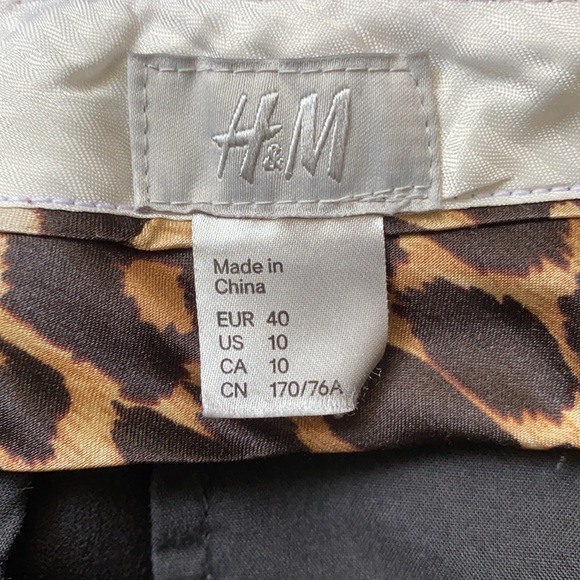 H&M
Made in
China
EUR 40
US 10
CA 10
CN 170/76A